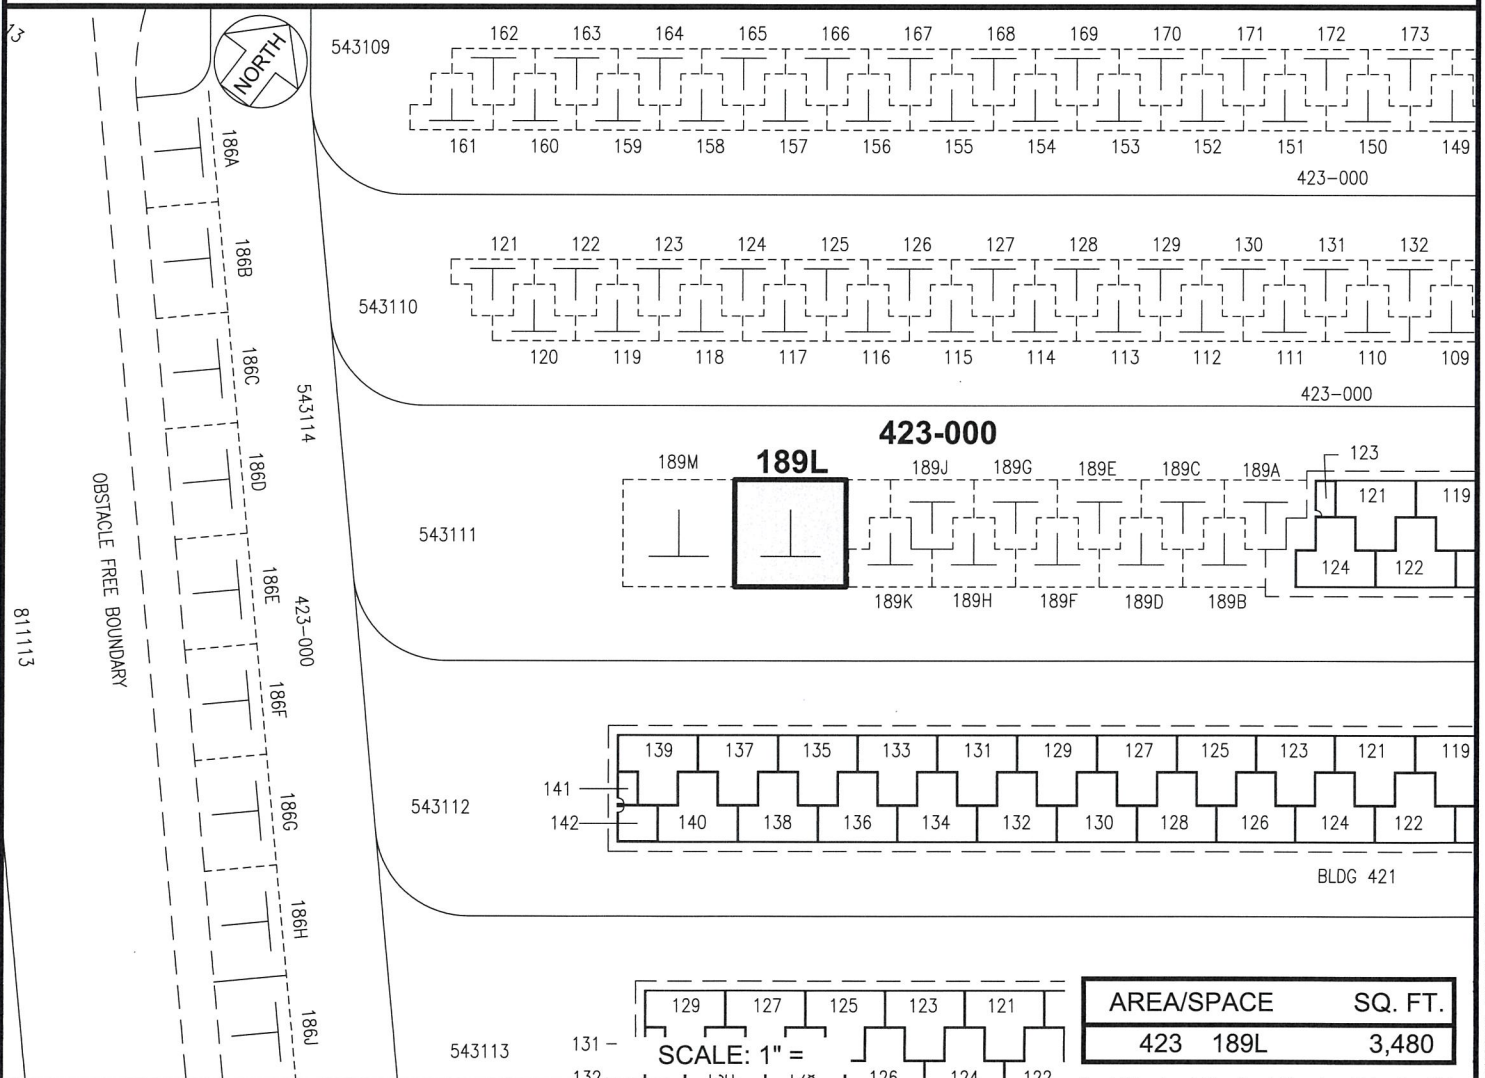 13
NORTH
543109
162 163 164 165 166 167 168 169 170 171 172 173
161 160 159 158 157 156 155 154 153 152 151 150 149
423-000
186A
186B
121 122 123 124 125 126 127 128 129 130 131 132
543110
120 119 118 117 116 115 114 113 112 111 110 109
423-000
186C
543114
423-000
189M 189L 189J 189G 189E 189C 189A 123
121 119
186D
543111
124 122
189K 189H 189F 189D 189B
OBSTACLE FREE BOUNDARY
186E
423-000
811113
186F
139 137 135 133 131 129 127 125 123 121 119
141
543112
142 140 138 136 134 132 130 128 126 124 122
BLDG 421
186G
186H
186J
129 127 125 123 121
543113
131
SCALE: 1" =
132 126 124 122
AREA/SPACE SQ. FT.
423 189L 3,480